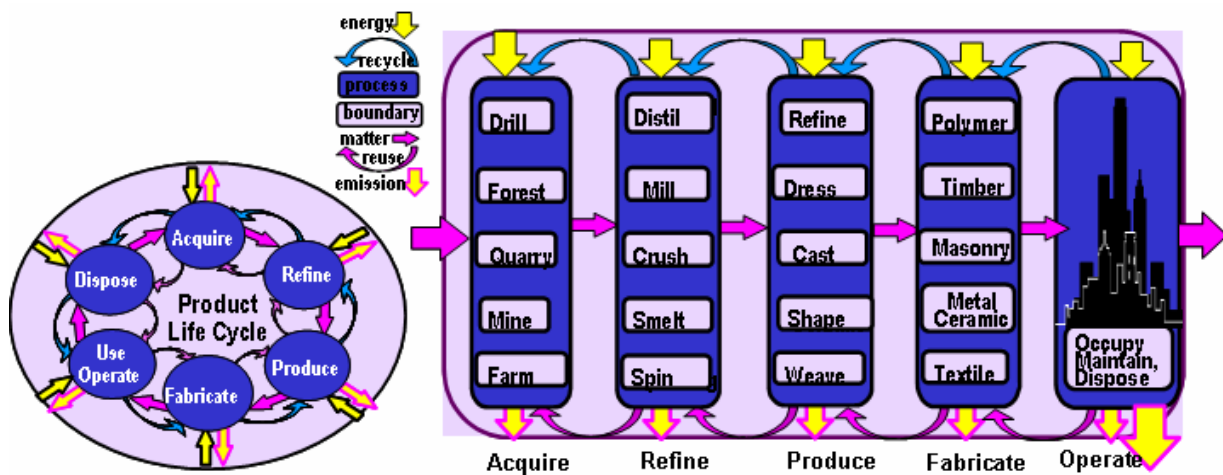 energy
recycle
process
boundary
matter
reuse
emission
Acquire
Refine
Produce
Fabricate
Use
Operate
Dispose
Product
Life Cycle
Drill
Forest
Quarry
Mine
Farm
Acquire
Distil
Mill
Crush
Smelt
Spin
Refine
Refine
Dress
Cast
Shape
Weave
Produce
Polymer
Timber
Masonry
Metal
Ceramic
Textile
Fabricate
Occupy
Maintain,
Dispose
Operate